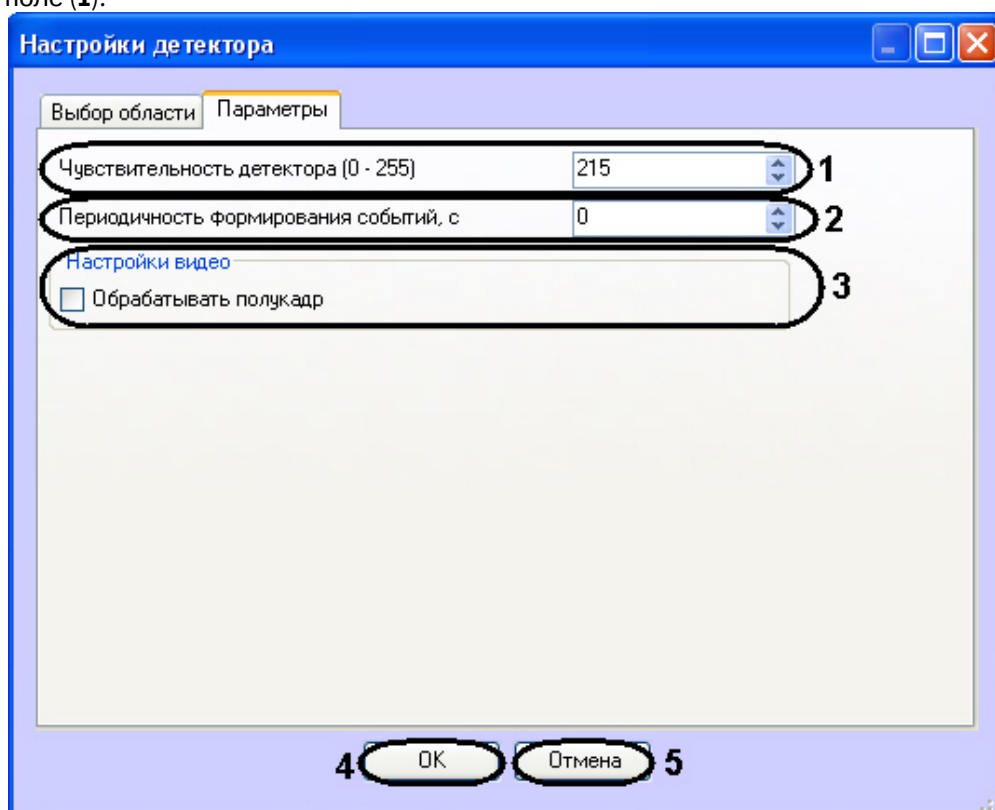 поле (1).
Настройки детектора
Выбор области Параметры
Чувствительность детектора (0 - 255) 215 1
Периодичность формирования событий, с 0 2
Настройки видео
Обрабатывать полукадр 3
4 OK Отмена 5